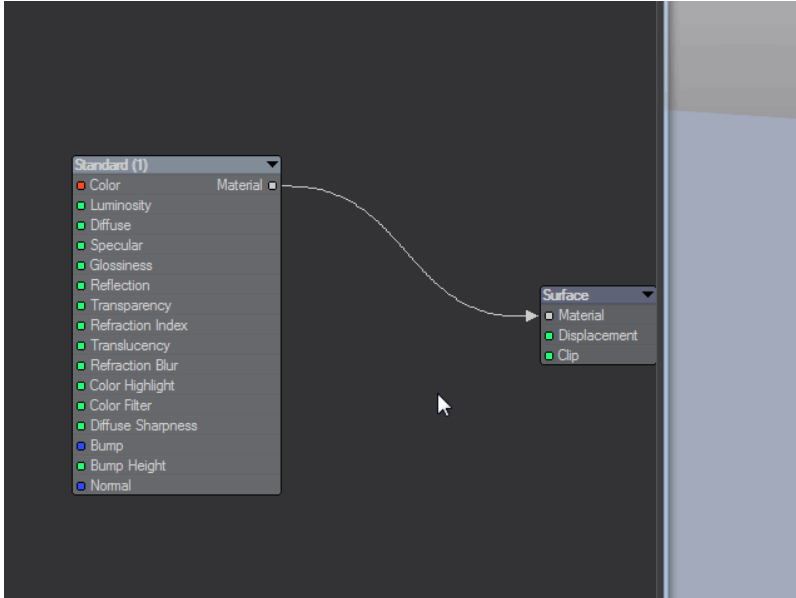 Standard (1)
Color Material
Luminosity
Diffuse
Specular
Glossiness
Reflection
Transparency
Refraction Index
Translucency
Refraction Blur
Color Highlight
Color Filter
Diffuse Sharpness
Bump
Bump Height
Normal
Surface
Material
Displacement
Clip